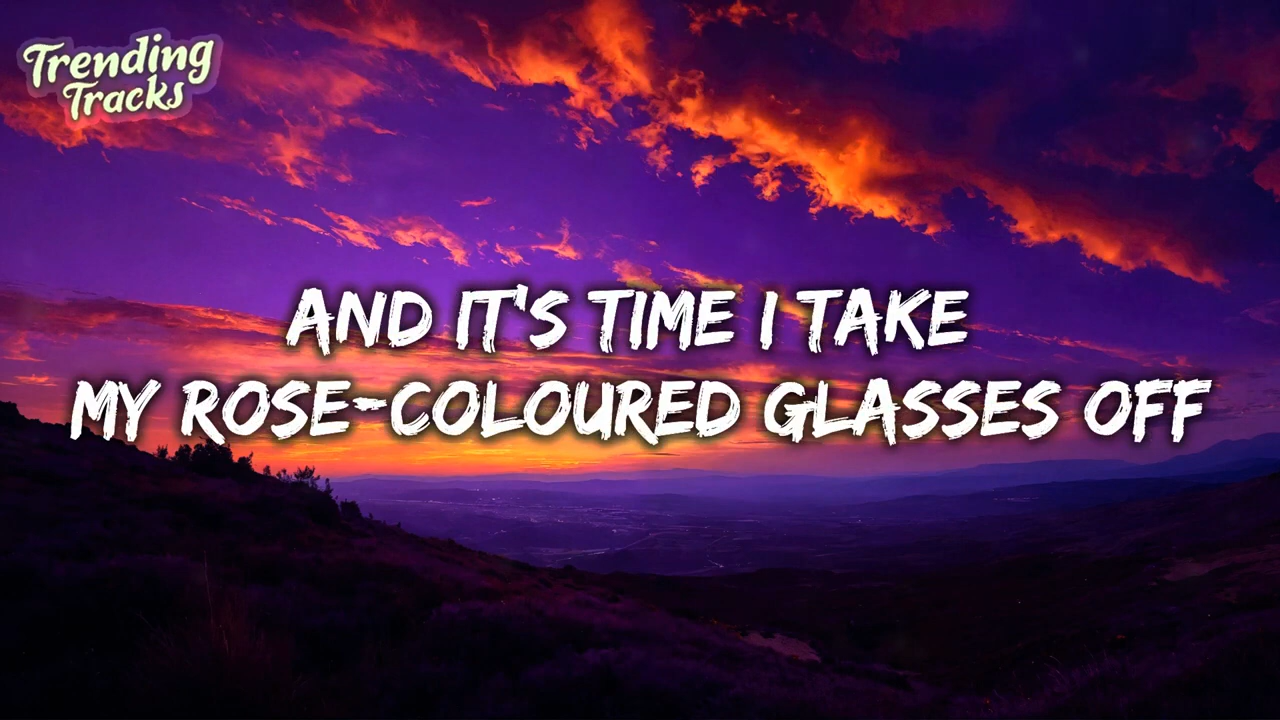 Trending
Tracks
AND IT'S TIME I TAKE
MY ROSE-COLOURED GLASSES OFF